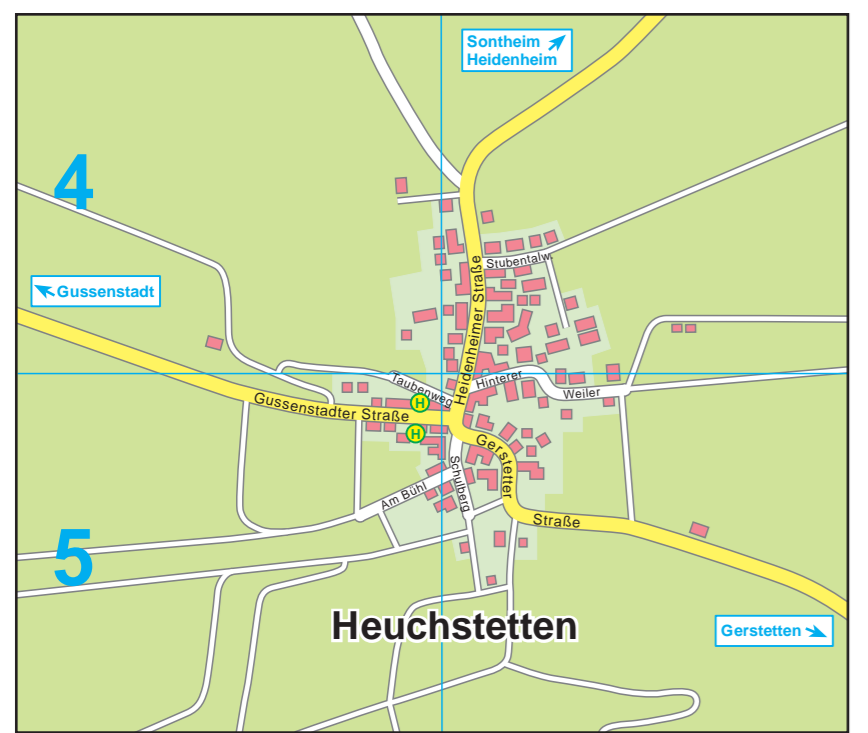 Sontheim
Heidenheim
4
Gussenstadt
Stubentalw.
Heidenheimer Straße
Taubenweg
Hinterer
Weiler
Gussenstadter Straße
H
H
Gerstetter
Straße
Schulberg
Am Bühl
5
Heuchstetten
Gerstetten